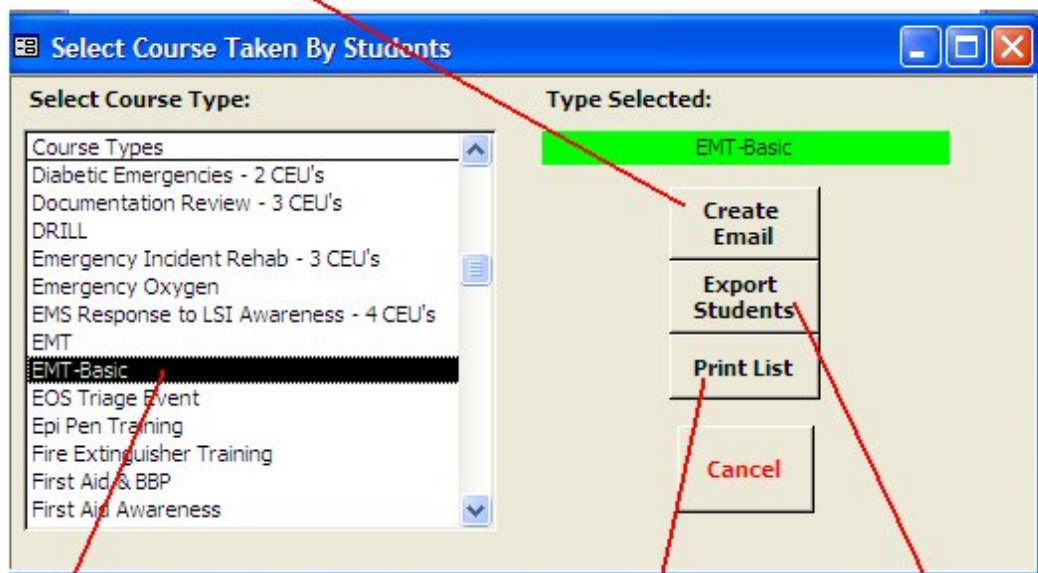 Select Course Taken By Students
Select Course Type:
Type Selected:
Course Types
Diabetic Emergencies - 2 CEU's
Documentation Review - 3 CEU's
DRILL
Emergency Incident Rehab - 3 CEU's
Emergency Oxygen
EMS Response to LSI Awareness - 4 CEU's
EMT
EMT-Basic
EOS Triage Event
Epi Pen Training
Fire Extinguisher Training
First Aid & BBP
First Aid Awareness
EMT-Basic
Create
Email
Export
Students
Print List
Cancel